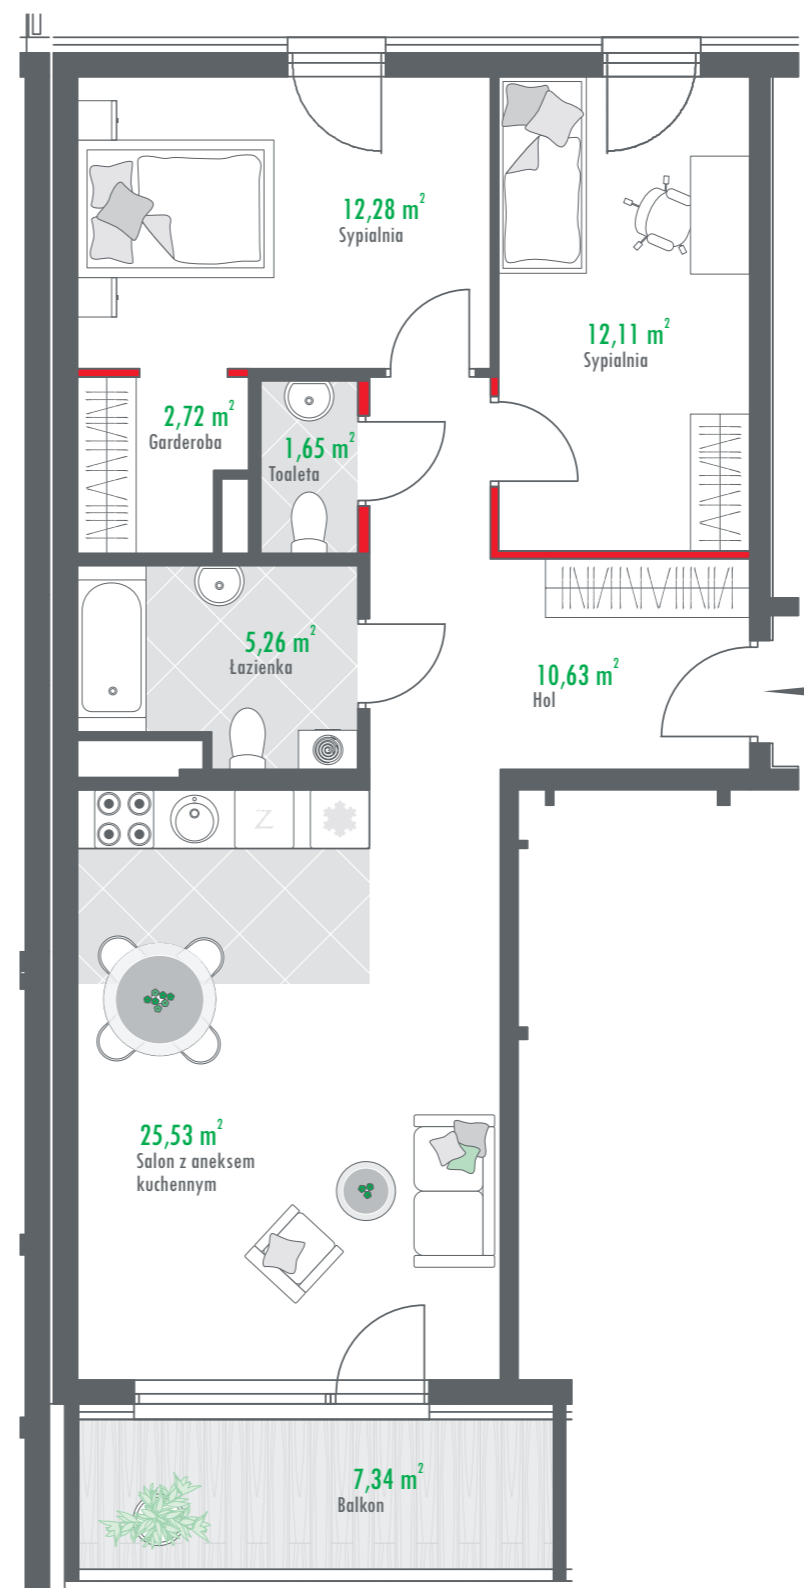 12,28 m²
Sypialnia
12,11 m²
Sypialnia
2,72 m²
Garderoba
1,65 m²
Toaleta
5,26 m²
Łazienka
10,63 m²
Hol
Z
25,53 m²
Salon z aneksem
kuchennym
7,34 m²
Balkon